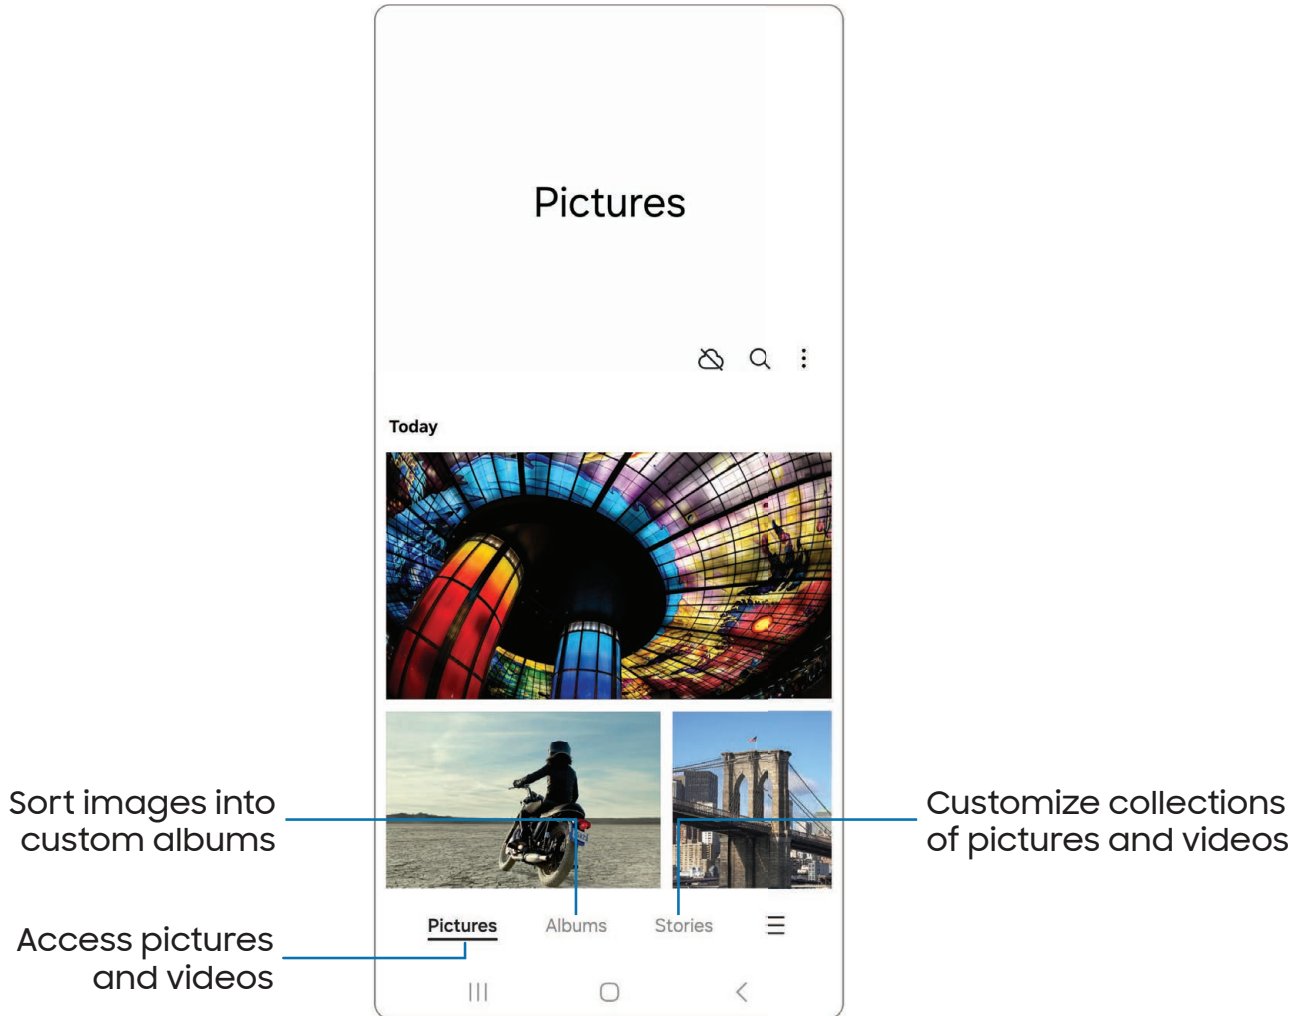 Pictures
Today
Sort images into
custom albums
Customize collections
of pictures and videos
Pictures Albums Stories
Access pictures
and videos